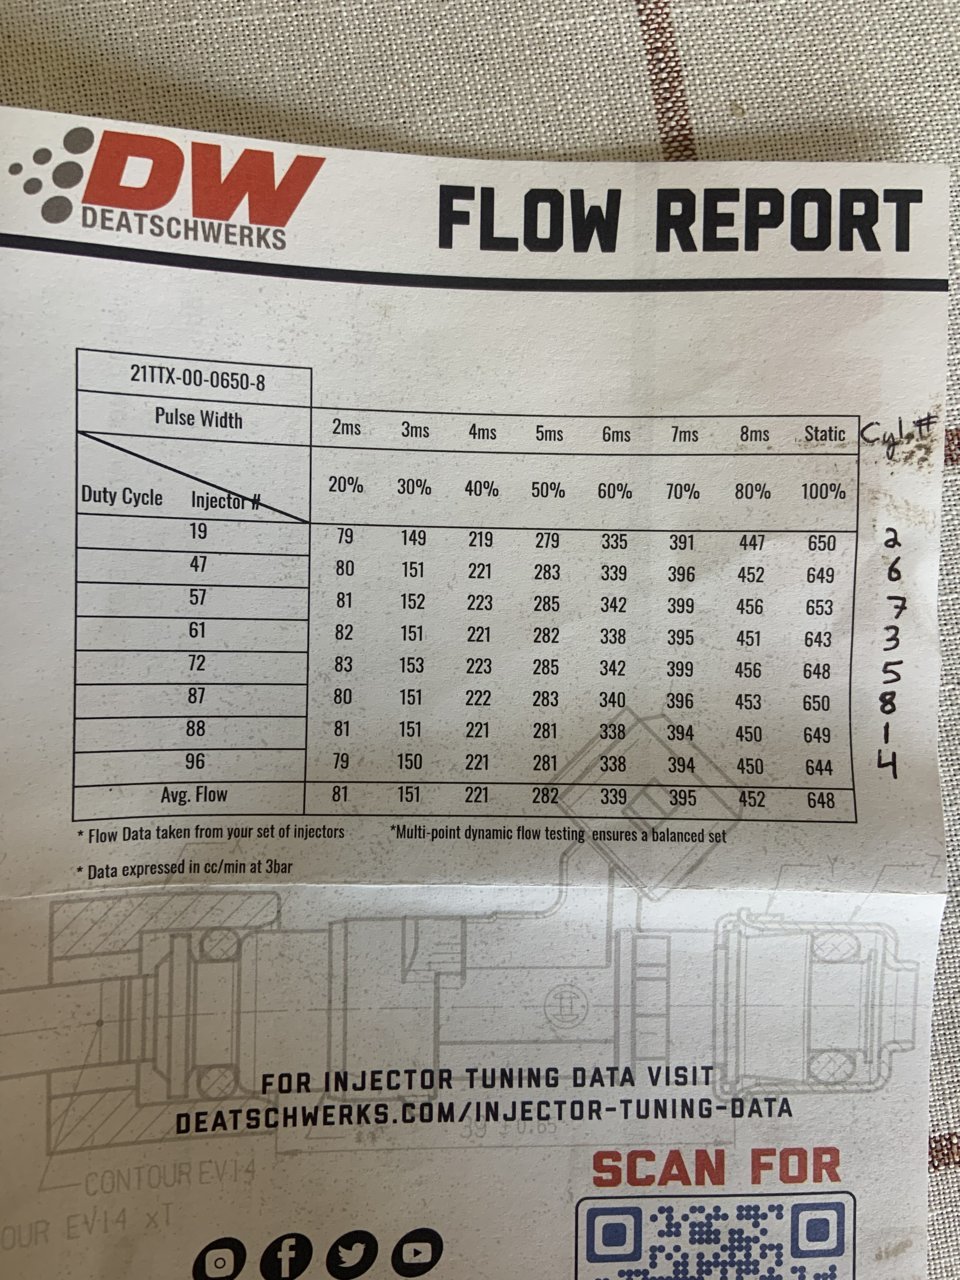 DW
DEATSCHWERKS
FLOW REPORT
21TTX-00-0650-8
Pulse Width 2ms 3ms 4ms 5ms 6ms 7ms 8ms Static Cyl.#
Duty Cycle Injector # 20% 30% 40% 50% 60% 70% 80% 100%
19 79 149 219 279 335 391 447 650 2
47 80 151 221 283 339 396 452 649 6
57 81 152 223 285 342 399 456 653 7
61 82 151 221 282 338 395 451 643 3
72 83 153 223 285 342 399 456 648 5
87 80 151 222 283 340 396 453 650 8
88 81 151 221 281 338 394 450 649 1
96 79 150 221 281 338 394 450 644 4
Avg. Flow 81 151 221 282 339 395 452 648
* Flow Data taken from your set of injectors *Multi-point dynamic flow testing ensures a balanced set
* Data expressed in cc/min at 3bar
FOR INJECTOR TUNING DATA VISIT
DEATSCHWERKS.COM/INJECTOR-TUNING-DATA
SCAN FOR
CONTOUR EV14
OUR EV14 xT